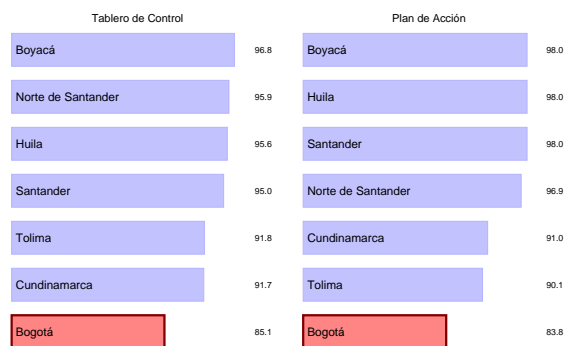 Tablero de Control
Boyacá 96.8
Norte de Santander 95.9
Huila 95.6
Santander 95.0
Tolima 91.8
Cundinamarca 91.7
Bogotá 85.1
Plan de Acción
Boyacá 98.0
Huila 98.0
Santander 98.0
Norte de Santander 96.9
Cundinamarca 91.0
Tolima 90.1
Bogotá 83.8